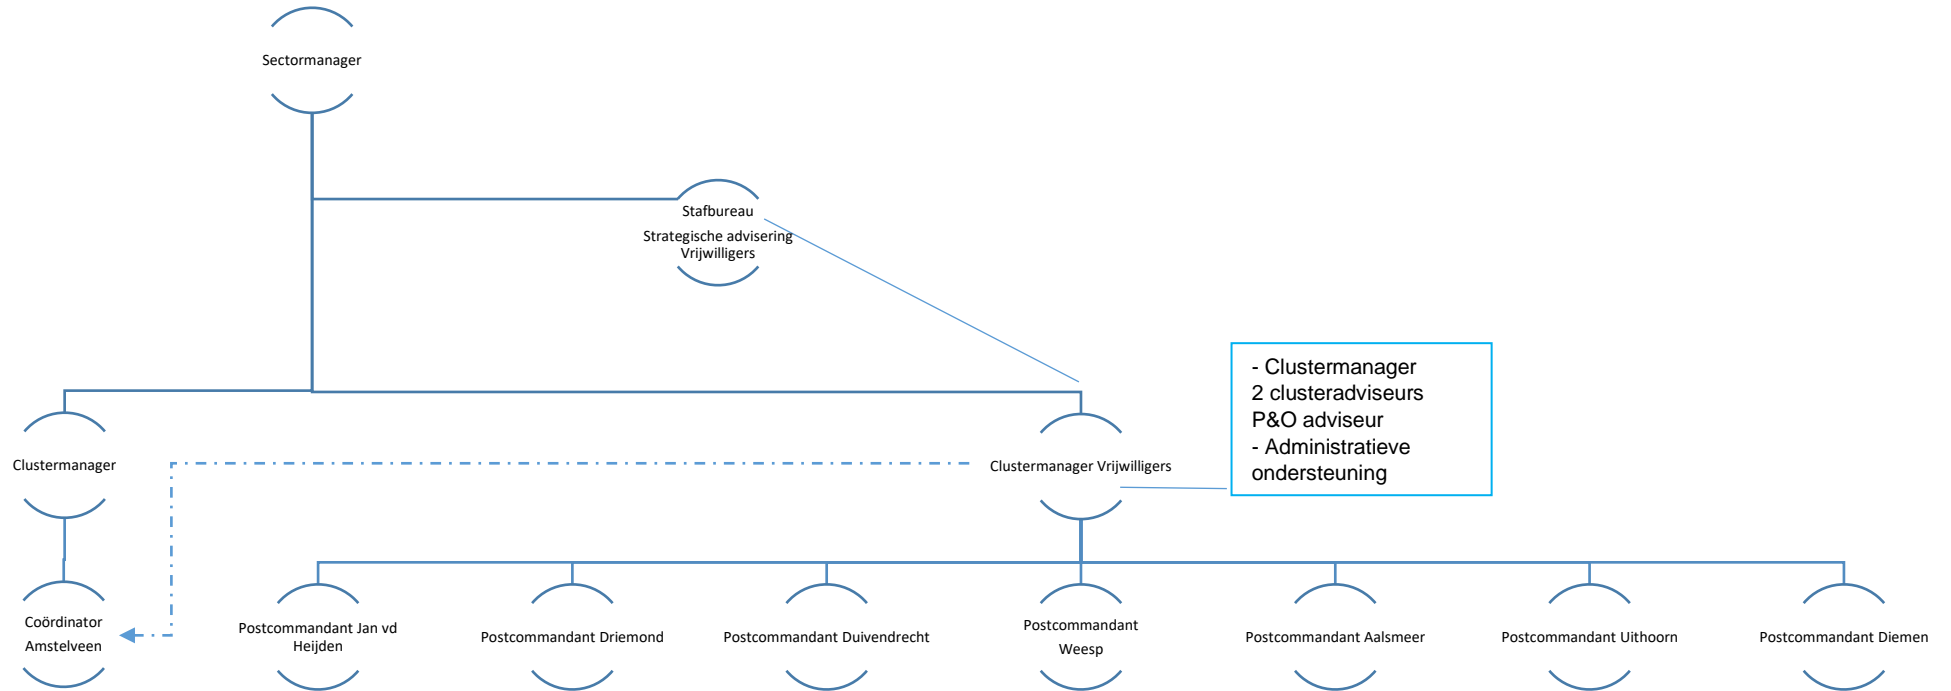 Sectormanager
Stafbureau
Strategische advisering
Vrijwilligers
- Clustermanager
2 clusteradviseurs
P&O adviseur
- Administratieve
ondersteuning
Clustermanager
Clustermanager Vrijwilligers
Coördinator
Amstelveen
Postcommandant Jan vd
Heijden
Postcommandant Driemond
Postcommandant Duivendrecht
Postcommandant
Weesp
Postcommandant Aalsmeer
Postcommandant Uithoorn
Postcommandant Diemen